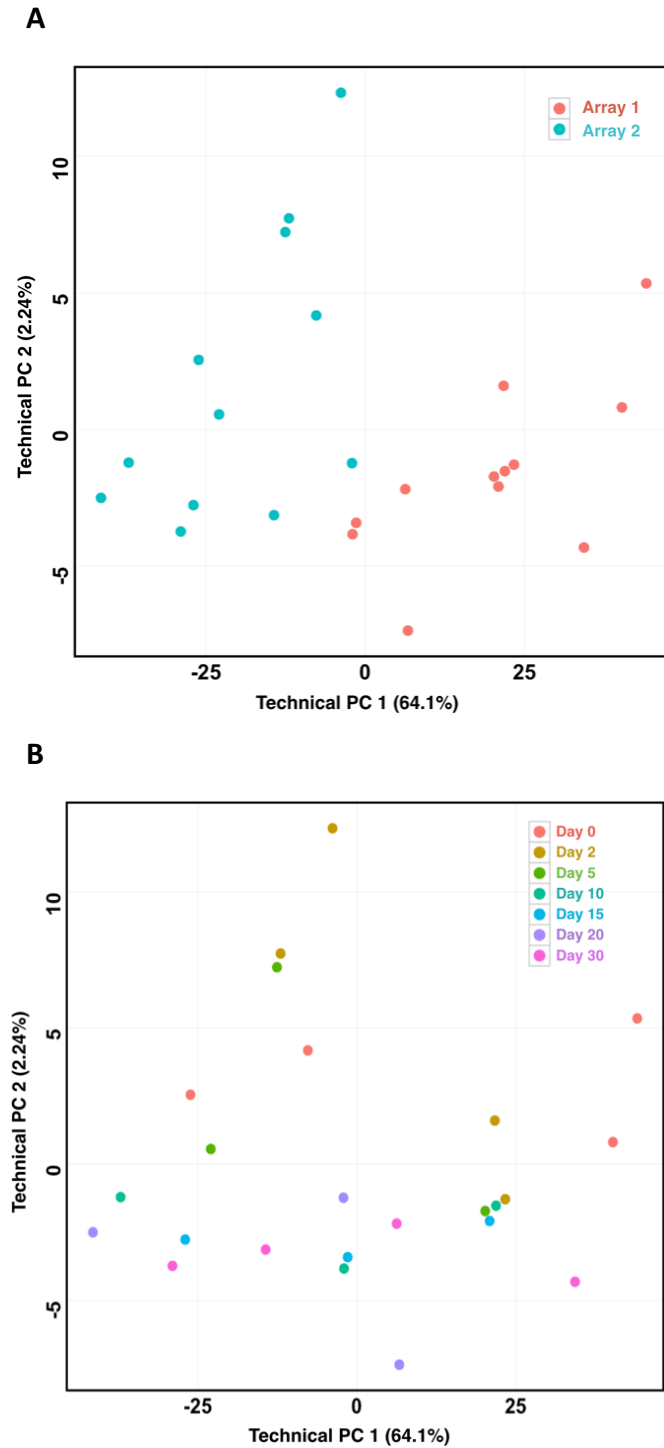 A
Array 1
Array 2
10
5
0
-5
Technical PC 2 (2.24%)
-25 0 25
Technical PC 1 (64.1%)
B
Day 0
Day 2
Day 5
Day 10
Day 15
Day 20
Day 30
10
5
0
-5
Technical PC 2 (2.24%)
-25 0 25
Technical PC 1 (64.1%)